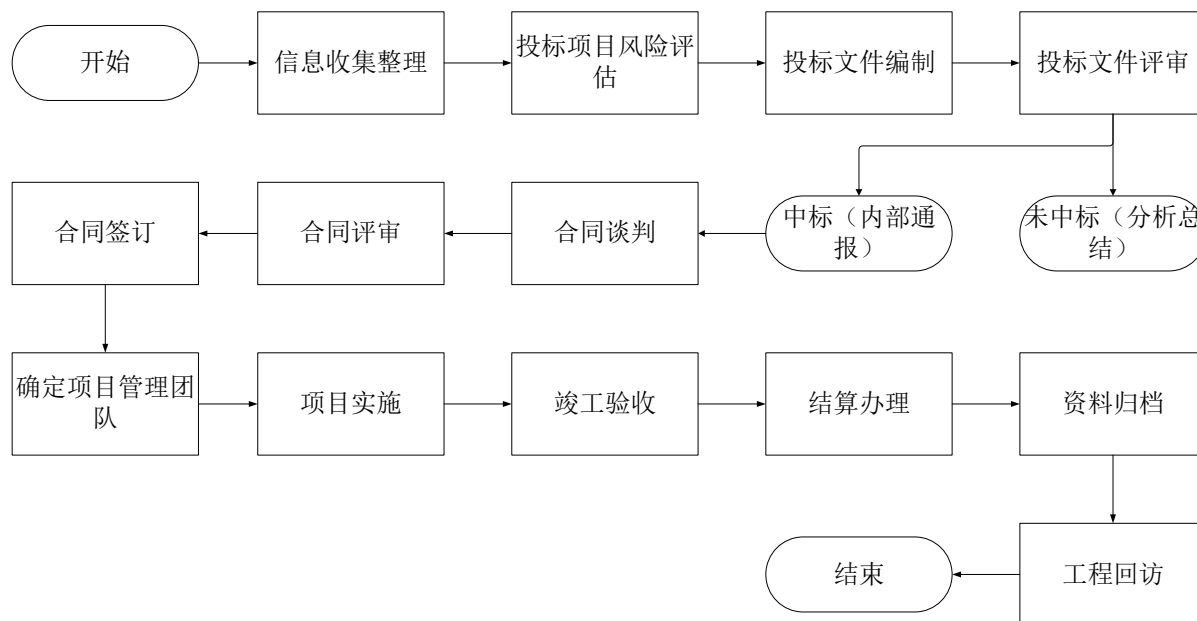 开始
信息收集整理
投标项目风险评
估
投标文件编制
投标文件评审
合同签订
合同评审
合同谈判
中标（内部通
报）
未中标（分析总
结）
确定项目管理团
队
项目实施
竣工验收
结算办理
资料归档
结束
工程回访